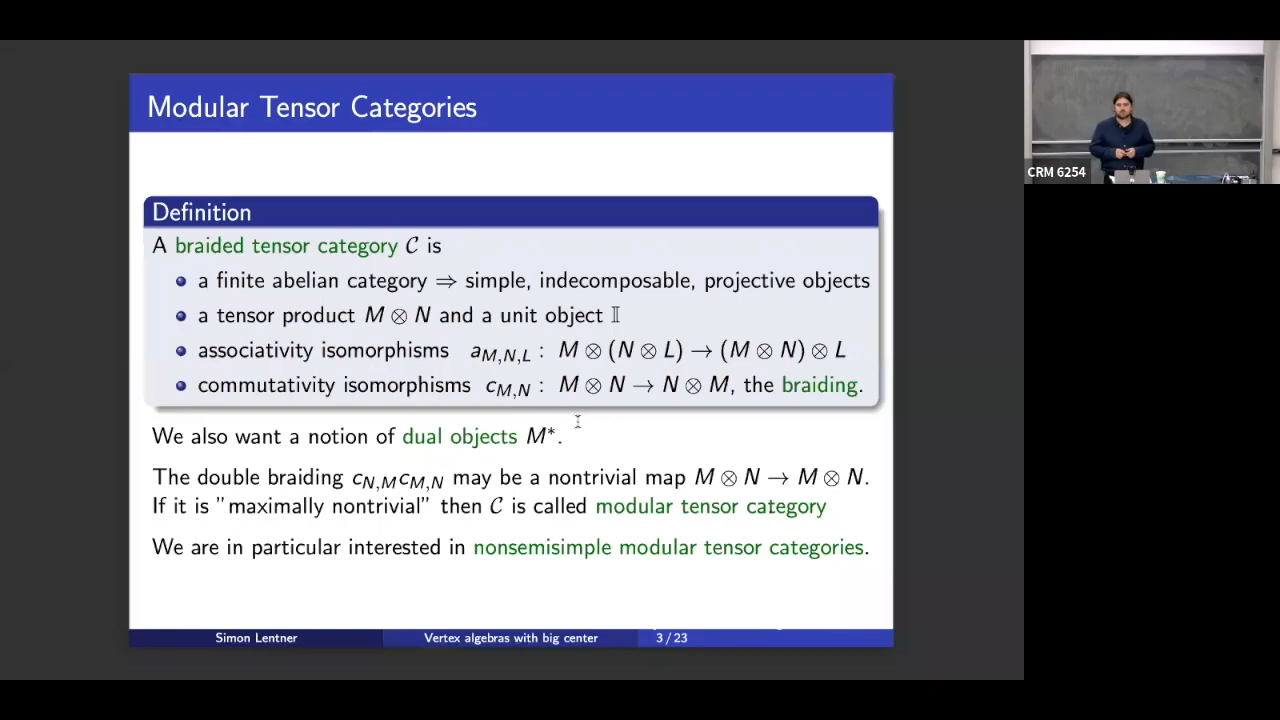 Modular Tensor Categories
Definition
A braided tensor category 𝒞 is
• a finite abelian category ⇒ simple, indecomposable, projective objects
• a tensor product M ⊗ N and a unit object 𝕀
• associativity isomorphisms a_{M,N,L} : M ⊗ (N ⊗ L) → (M ⊗ N) ⊗ L
• commutativity isomorphisms c_{M,N} : M ⊗ N → N ⊗ M, the braiding.
We also want a notion of dual objects M*.
The double braiding c_{N,M}c_{M,N} may be a nontrivial map M ⊗ N → M ⊗ N.
If it is "maximally nontrivial" then 𝒞 is called modular tensor category
We are in particular interested in nonsemisimple modular tensor categories.
Simon Lentner
Vertex algebras with big center
3 / 23
CRM 6254